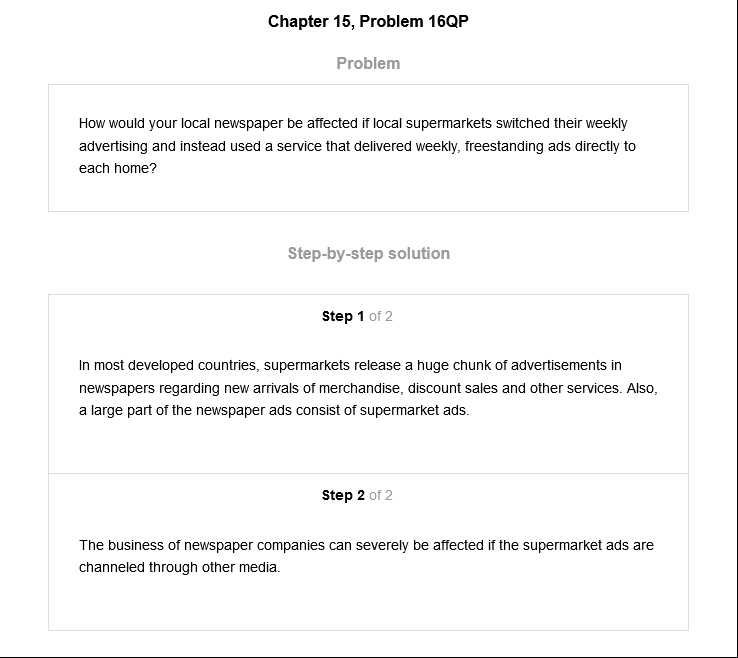 Chapter 15, Problem 16QP
Problem
How would your local newspaper be affected if local supermarkets switched their weekly
advertising and instead used a service that delivered weekly, freestanding ads directly to
each home?
Step-by-step solution
Step 1 of 2
In most developed countries, supermarkets release a huge chunk of advertisements in
newspapers regarding new arrivals of merchandise, discount sales and other services. Also,
a large part of the newspaper ads consist of supermarket ads.
Step 2 of 2
The business of newspaper companies can severely be affected if the supermarket ads are
channeled through other media.